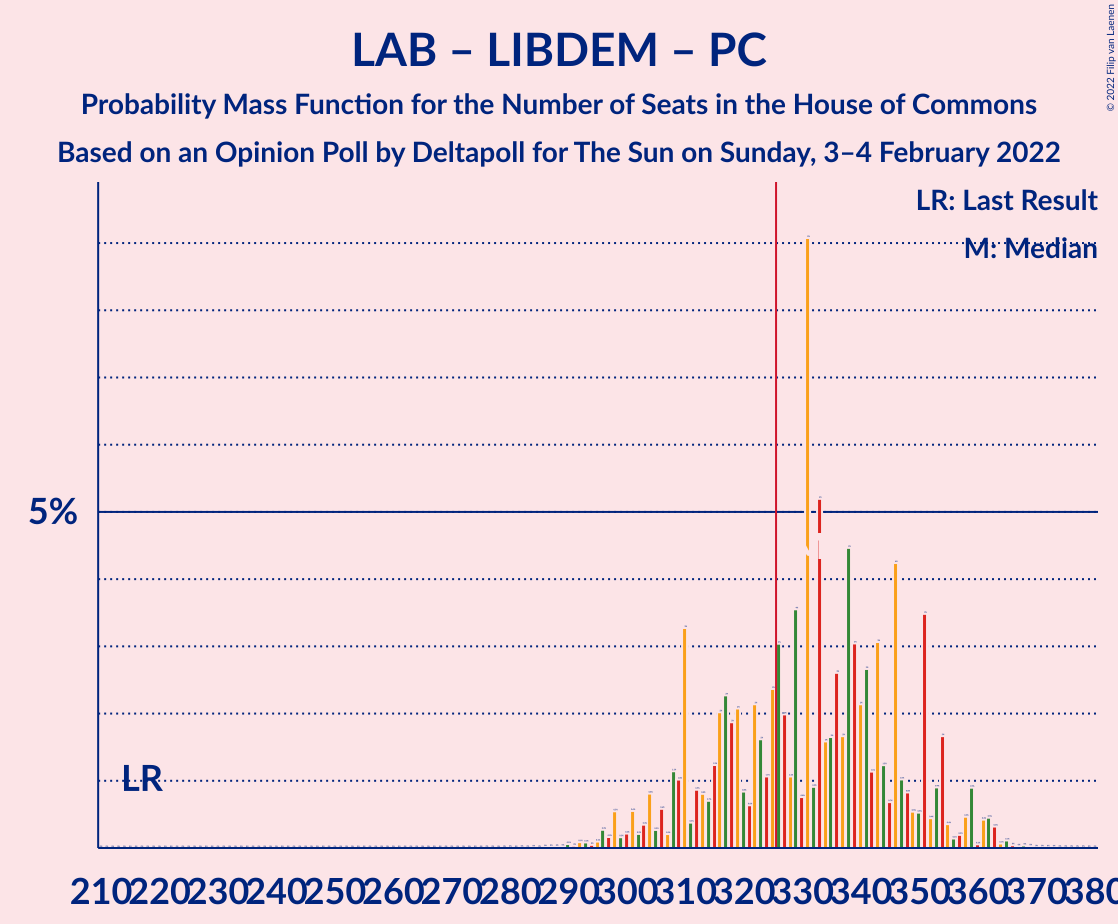 LAB – LIBDEM – PC
Probability Mass Function for the Number of Seats in the House of Commons
Based on an Opinion Poll by Deltapoll for The Sun on Sunday, 3–4 February 2022
© 2022 Filip van Laenen
LR: Last Result
M: Median
5%
LR
210 220 230 240 250 260 270 280 290 300 310 320 330 340 350 360 370 380